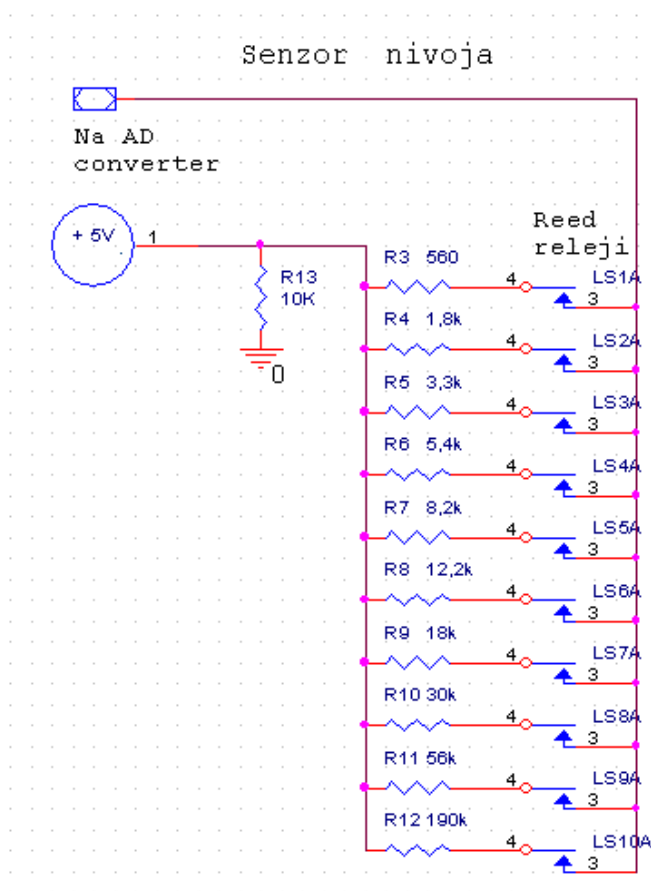 Senzor nivoja
Na AD
converter
+ 5V
1
R13
10K
0
Reed
releji
R3 560
4
LS1A
3
R4 1,8k
4
LS2A
3
R5 3,3k
4
LS3A
3
R6 5,4k
4
LS4A
3
R7 8,2k
4
LS5A
3
R8 12,2k
4
LS6A
3
R9 18k
4
LS7A
3
R10 30k
4
LS8A
3
R11 56k
4
LS9A
3
R12 190k
4
LS10A
3